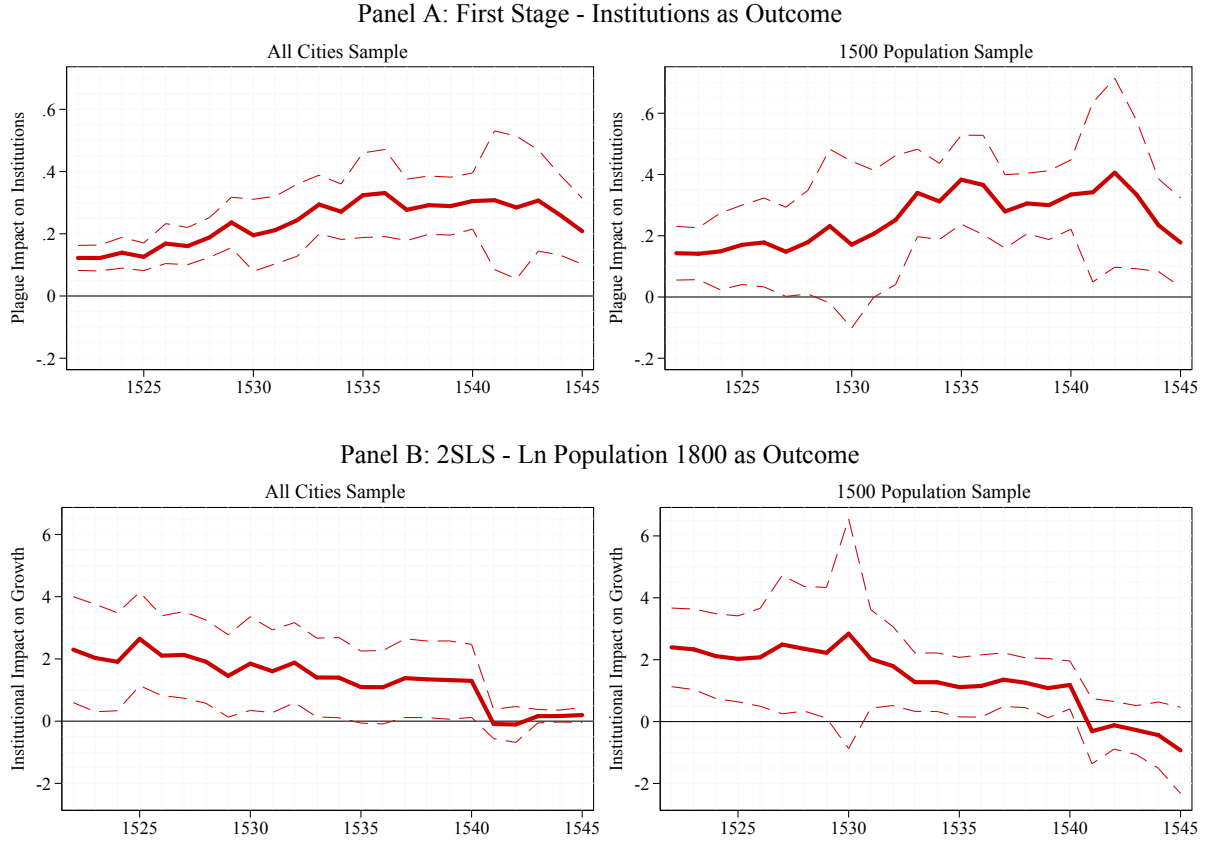 Panel A: First Stage - Institutions as Outcome
All Cities Sample
Plague Impact on Institutions
.6
.4
.2
0
-.2
1525 1530 1535 1540 1545
1500 Population Sample
Plague Impact on Institutions
.6
.4
.2
0
-.2
1525 1530 1535 1540 1545
Panel B: 2SLS - Ln Population 1800 as Outcome
All Cities Sample
Institutional Impact on Growth
6
4
2
0
-2
1525 1530 1535 1540 1545
1500 Population Sample
Institutional Impact on Growth
6
4
2
0
-2
1525 1530 1535 1540 1545